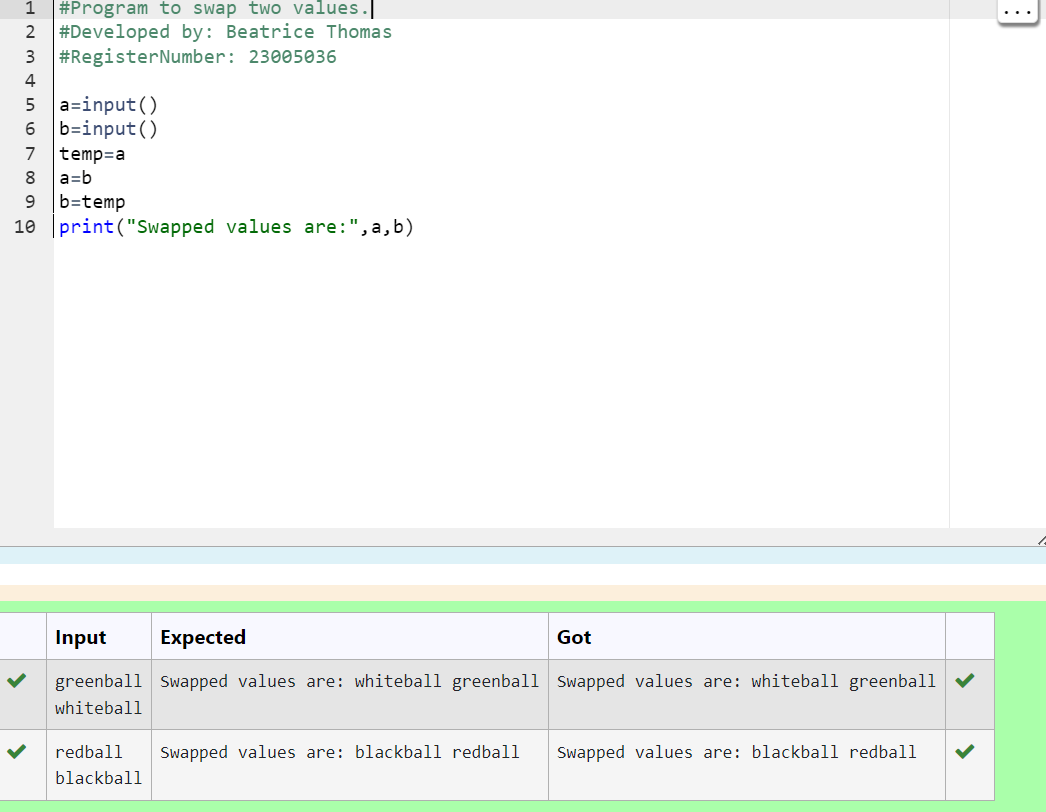 1 #Program to swap two values.
2 #Developed by: Beatrice Thomas
3 #RegisterNumber: 23005036
4
5 a=input()
6 b=input()
7 temp=a
8 a=b
9 b=temp
10 print("Swapped values are:",a,b)
...
Input Expected Got
greenball Swapped values are: whiteball greenball Swapped values are: whiteball greenball
whiteball
redball Swapped values are: blackball redball Swapped values are: blackball redball
blackball